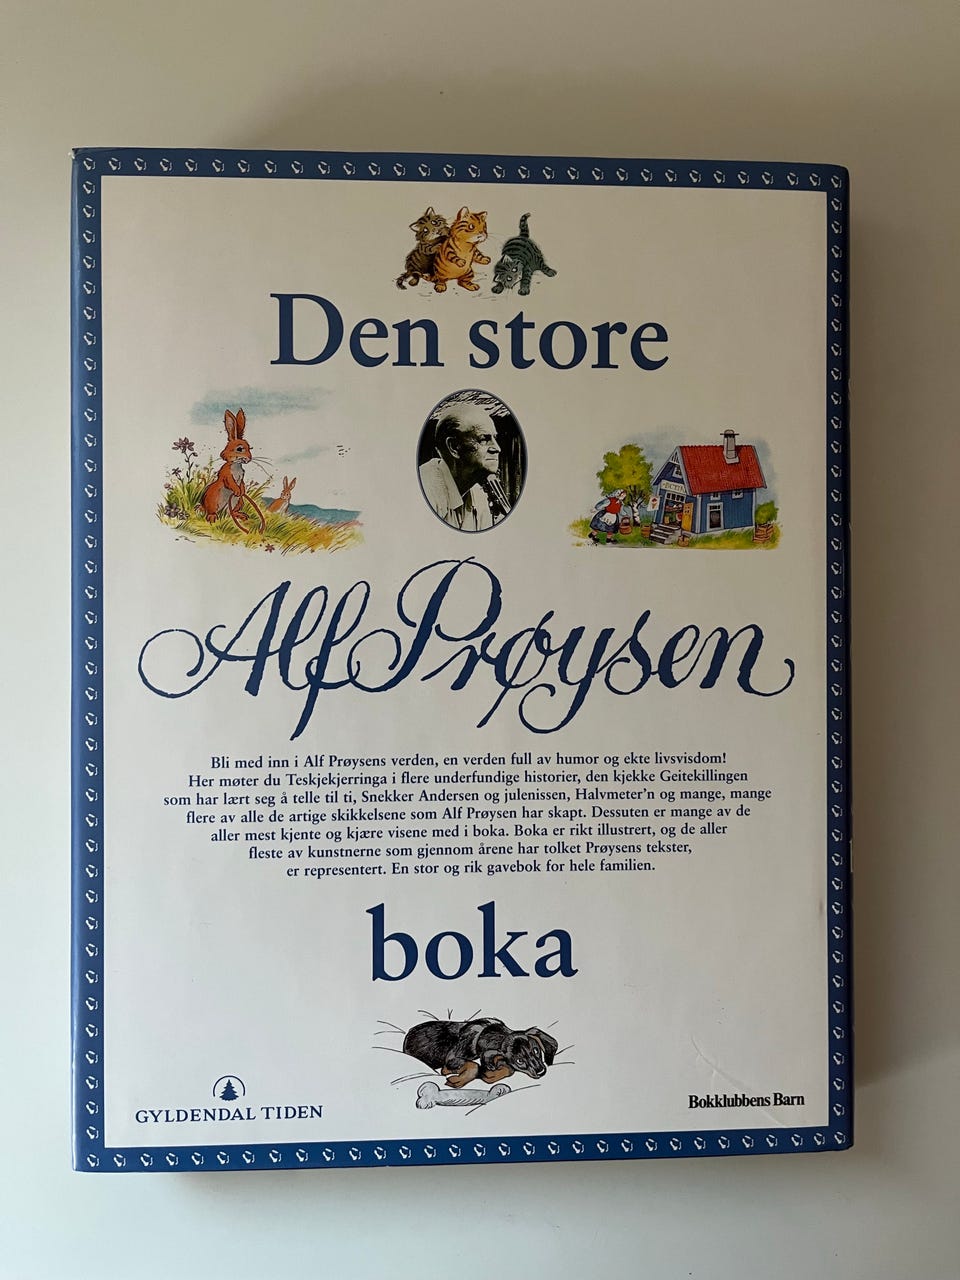 Den store
Alf Prøysen
Bli med inn i Alf Prøysens verden, en verden full av humor og ekte livsvisdom!
Her møter du Teskjekjerringa i flere underfundige historier, den kjekke Geitekillingen
som har lært seg å telle til ti, Snekker Andersen og julenissen, Halvmeter'n og mange, mange
flere av alle de artige skikkelsene som Alf Prøysen har skapt. Dessuten er mange av de
aller mest kjente og kjære visene med i boka. Boka er rikt illustrert, og de aller
fleste av kunstnerne som gjennom årene har tolket Prøysens tekster,
er representert. En stor og rik gavebok for hele familien.
boka
GYLDENDAL TIDEN
Bokklubbens Barn